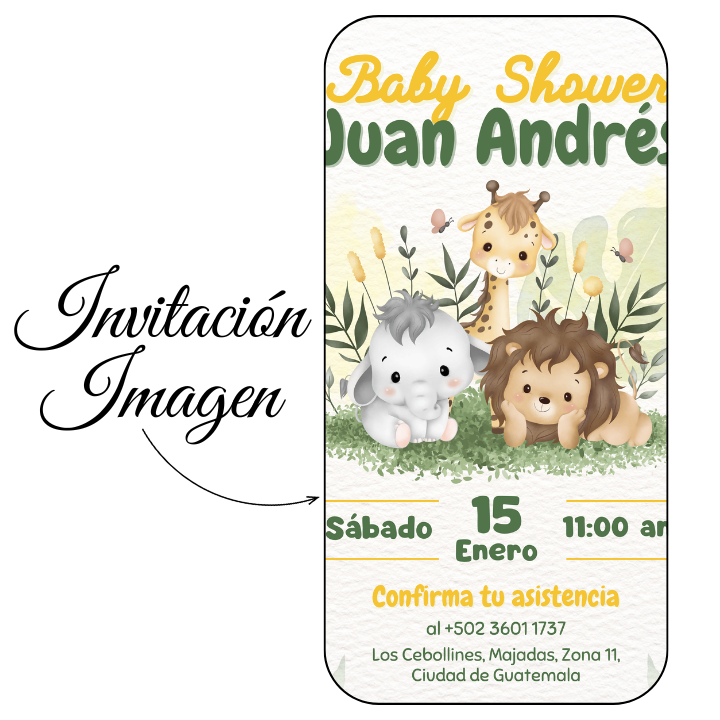 Invitación
Imagen
Baby Shower
Juan Andrés
Sábado
15
Enero
11:00 am
Confirma tu asistencia
al +502 3601 1737
Los Cebollines, Majadas, Zona 11,
Ciudad de Guatemala